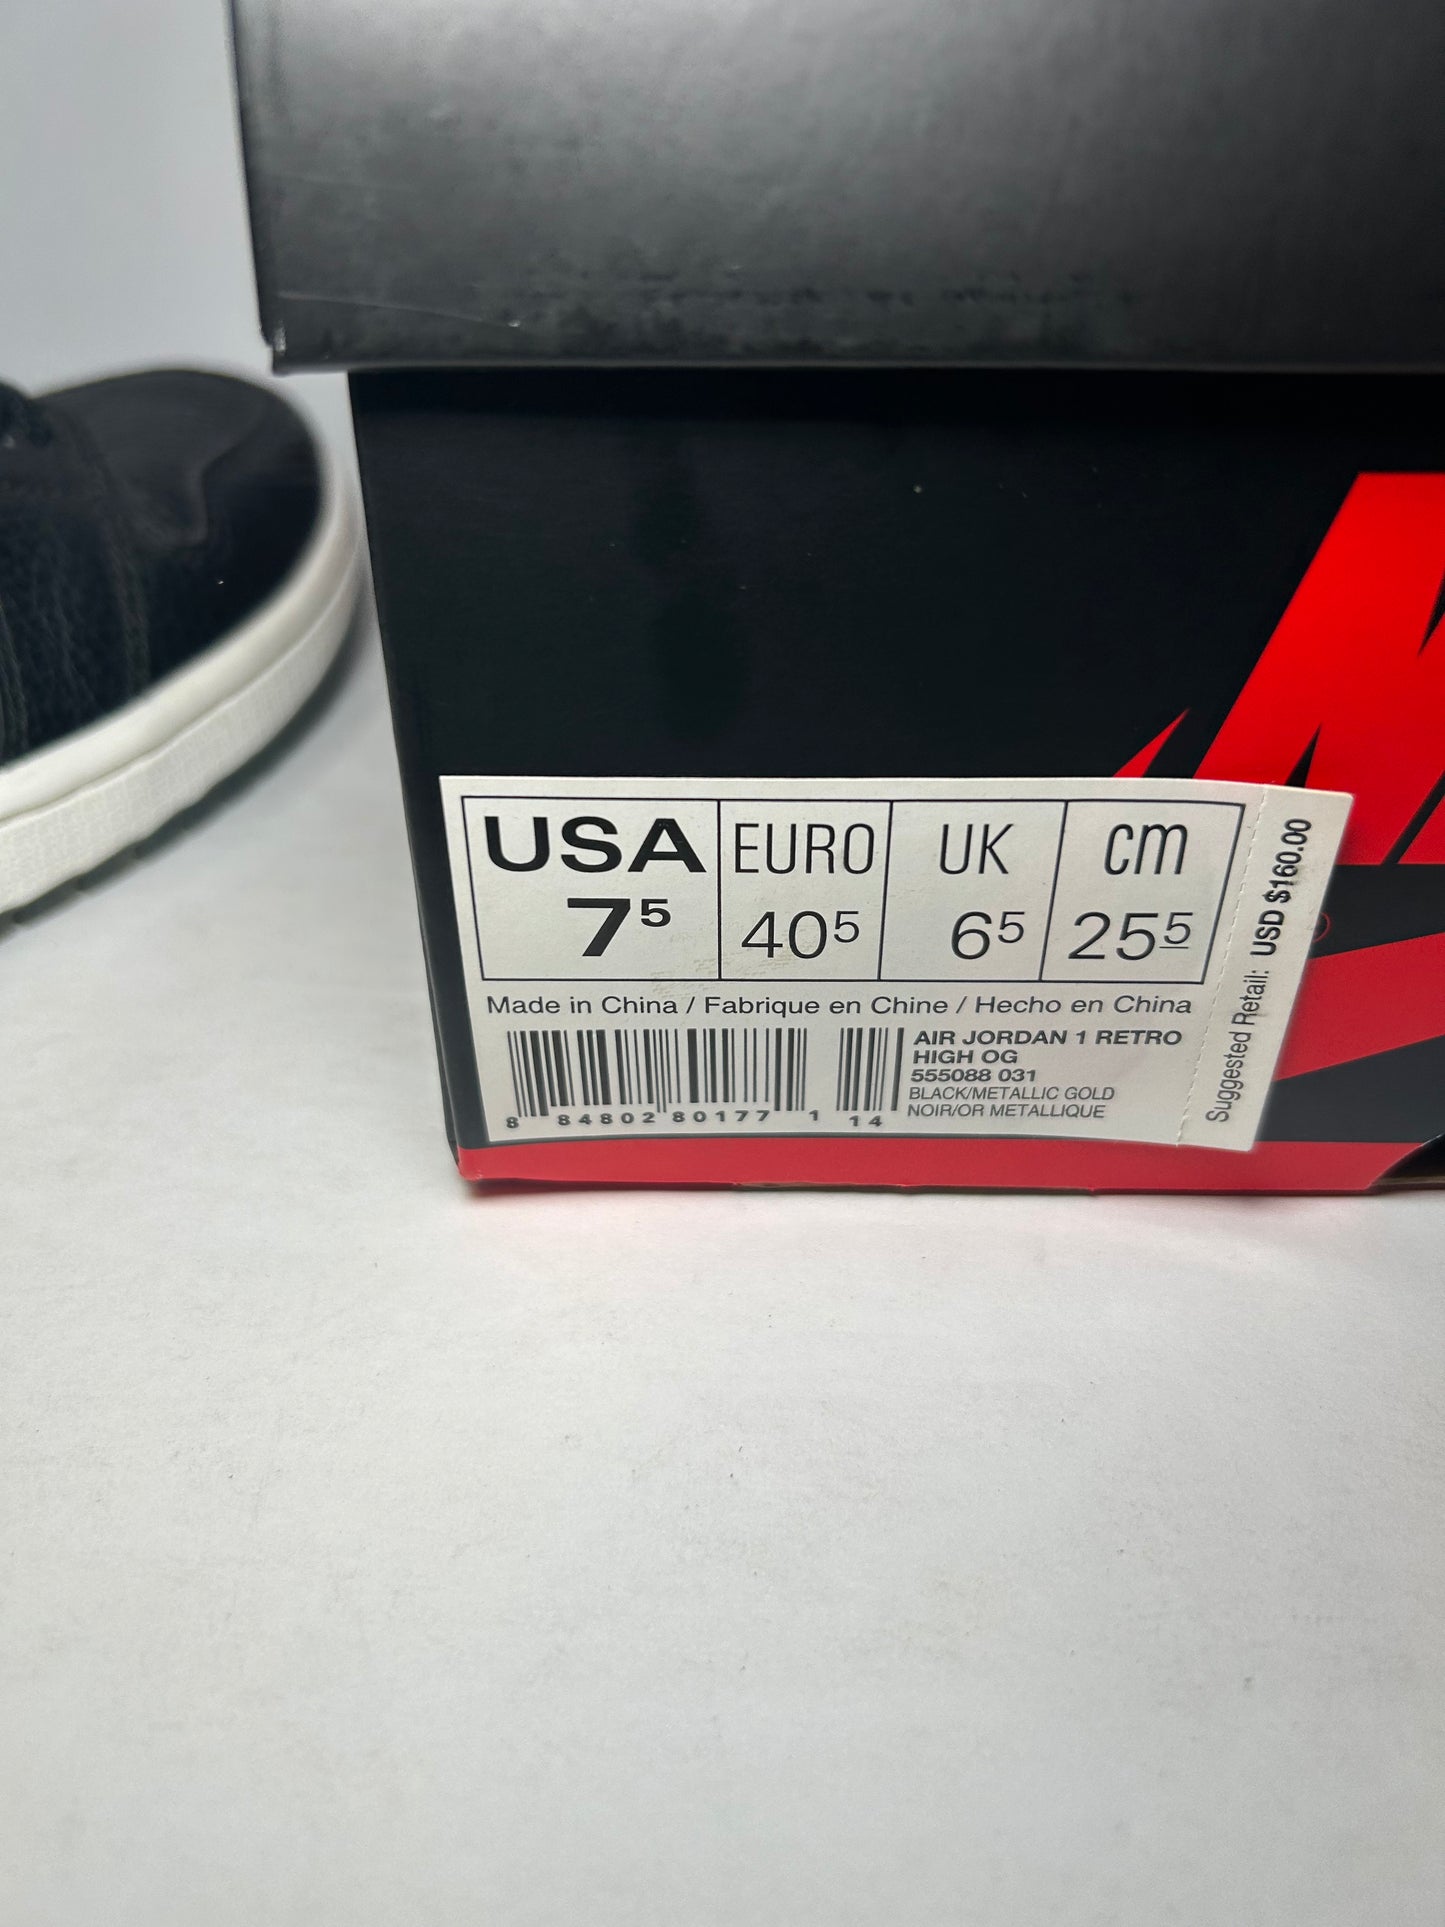 USA EURO UK cm
7⁵ 40⁵ 6⁵ 25⁵
Made in China / Fabrique en Chine / Hecho en China
AIR JORDAN 1 RETRO
HIGH OG
555088 031
BLACK/METALLIC GOLD
NOIR/OR METALLIQUE
8 84802 80177 1 14
Suggested Retail: USD $160.00